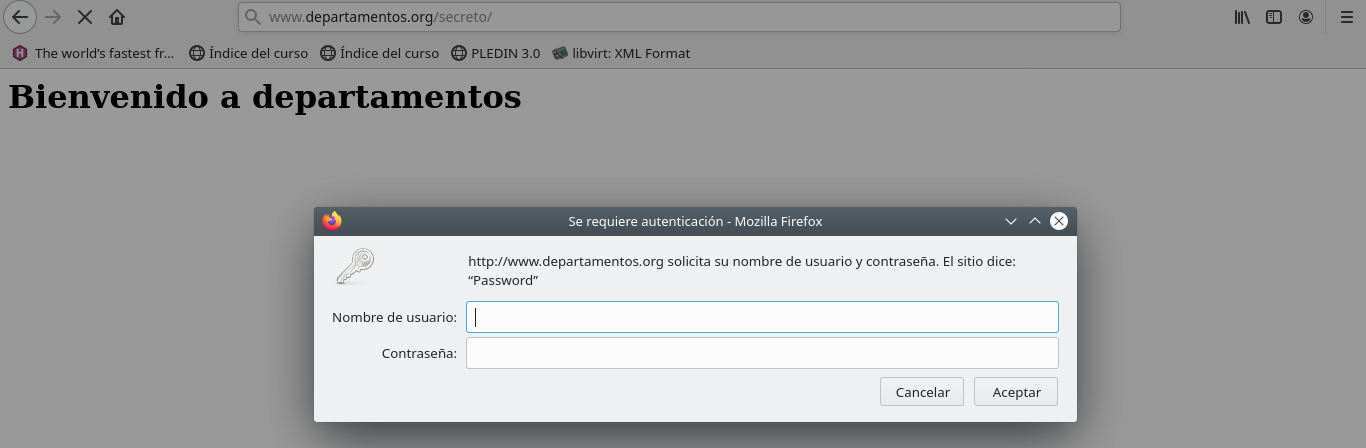 www.departamentos.org/secreto/
The world's fastest fr... Índice del curso Índice del curso PLEDIN 3.0 libvirt: XML Format
Bienvenido a departamentos
Se requiere autenticación - Mozilla Firefox
http://www.departamentos.org solicita su nombre de usuario y contraseña. El sitio dice:
“Password”
Nombre de usuario:
Contraseña:
Cancelar Aceptar